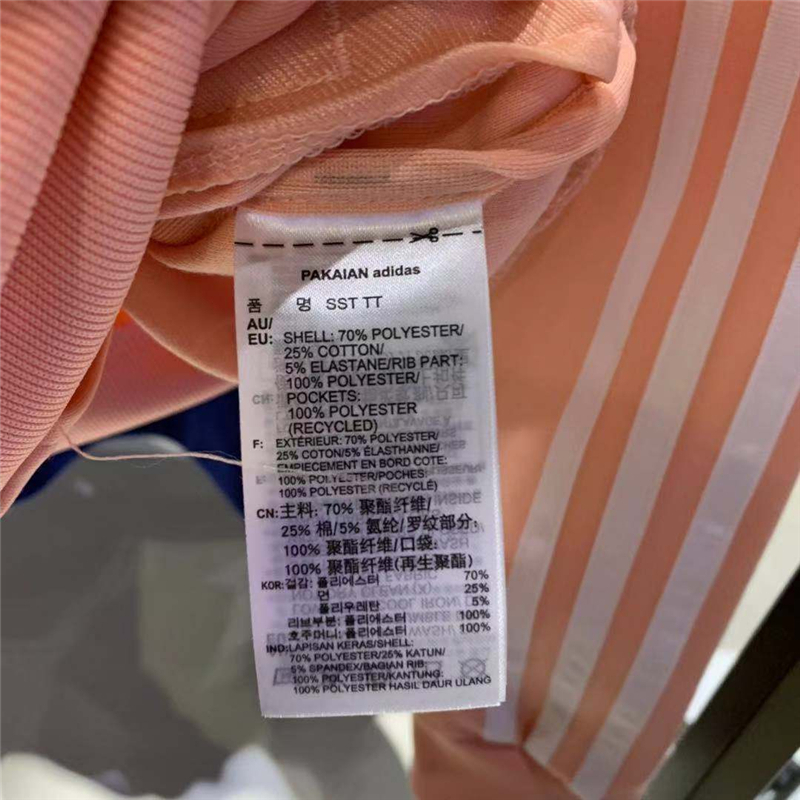 PAKAIAN adidas
품 명 SST TT
AU/
EU: SHELL: 70% POLYESTER/
25% COTTON/
5% ELASTANE/RIB PART:
100% POLYESTER/
POCKETS:
100% POLYESTER
(RECYCLED)
F: EXTÉRIEUR: 70% POLYESTER/
25% COTON/5% ÉLASTHANNE/
EMPIECEMENT EN BORD COTE:
100% POLYESTER/POCHES:
100% POLYESTER (RECYCLÉ)
CN: 主料: 70% 聚酯纤维/
25% 棉/5% 氨纶/罗纹部分:
100% 聚酯纤维/口袋:
100% 聚酯纤维(再生聚酯)
KOR: 겉감: 폴리에스터 70%
면 25%
폴리우레탄 5%
리브부분: 폴리에스터 100%
호주머니: 폴리에스터 100%
IND: LAPISAN KERAS/SHELL:
70% POLYESTER/25% KATUN/
5% SPANDEX/BAGIAN RIB:
100% POLYESTER/KANTUNG:
100% POLYESTER HASIL DAUR ULANG